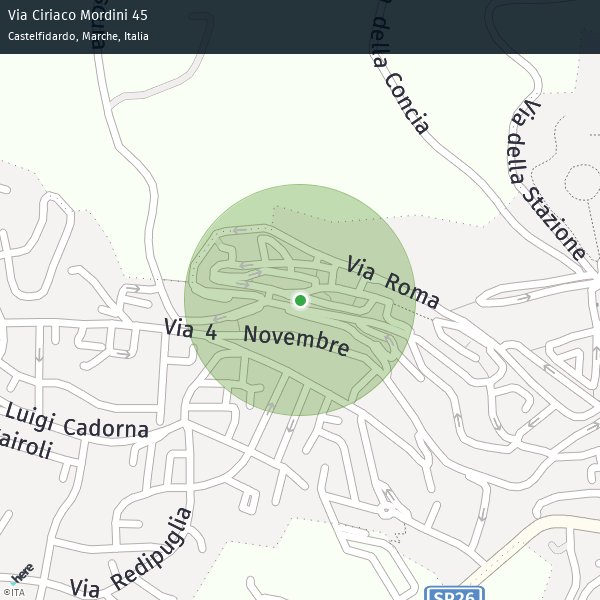 Via Ciriaco Mordini 45
Castelfidardo, Marche, Italia
della Concia
Via della Stazione
Via Roma
Via 4 Novembre
Luigi Cadorna
airoli
Via Redipuglia
here
©ITA
SP26